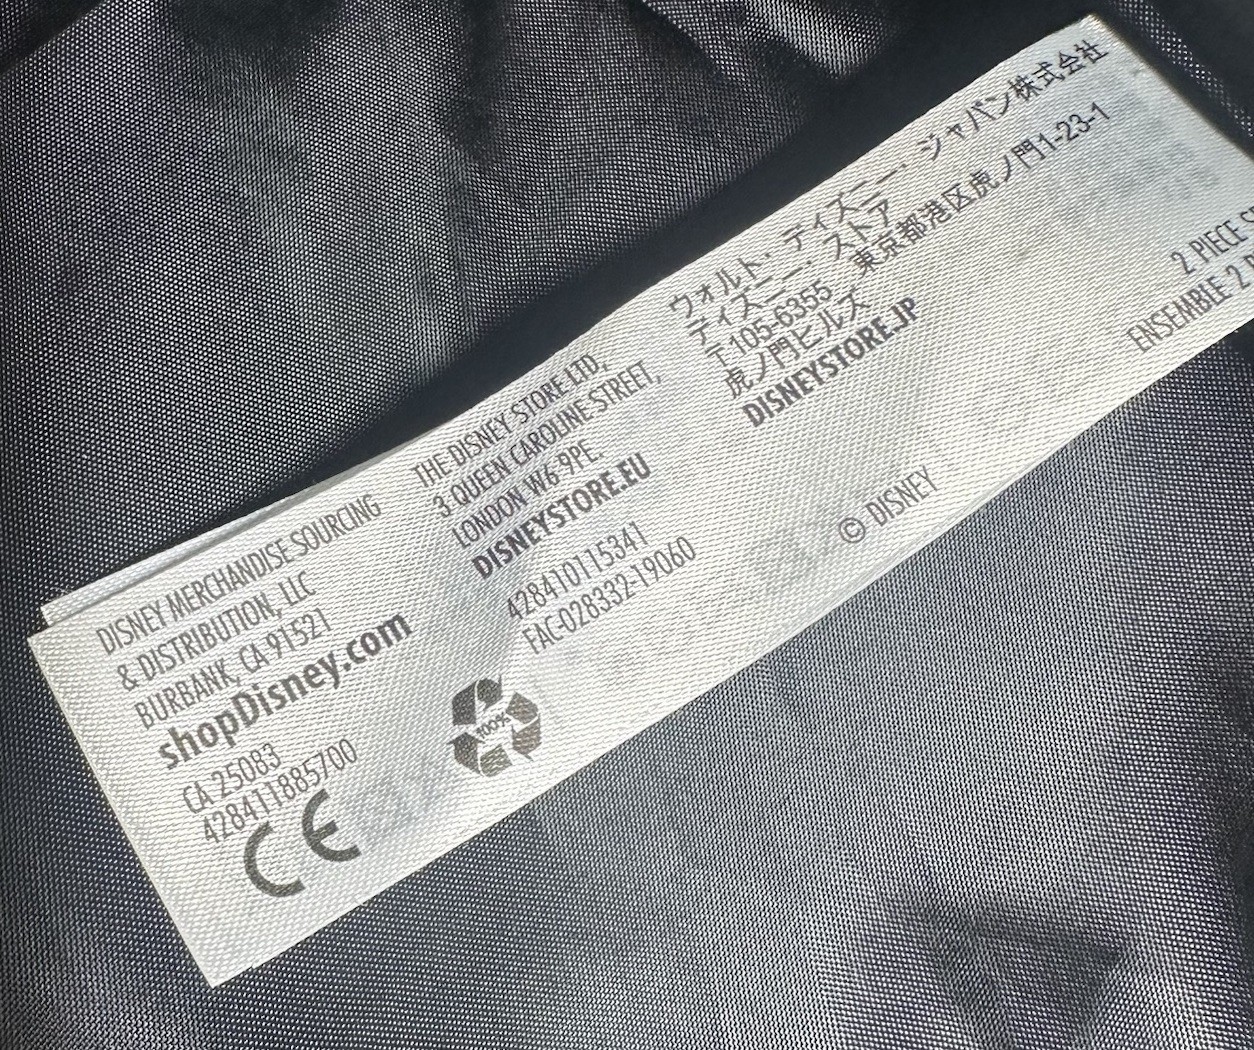 DISNEY MERCHANDISE SOURCING
& DISTRIBUTION, LLC
BURBANK, CA 91521
shopDisney.com
CA 25083
428411885700
CE
THE DISNEY STORE LTD,
3 QUEEN CAROLINE STREET,
LONDON W6 9PE.
DISNEYSTORE.EU
428410115341
FAC-028332-19060
100%
ウォルト・ディズニー・ジャパン株式会社
ディズニー・ストア
〒105-6355 東京都港区虎ノ門1-23-1
虎ノ門ヒルズ
DISNEYSTORE.JP
© DISNEY
2 PIECE
ENSEMBLE 2